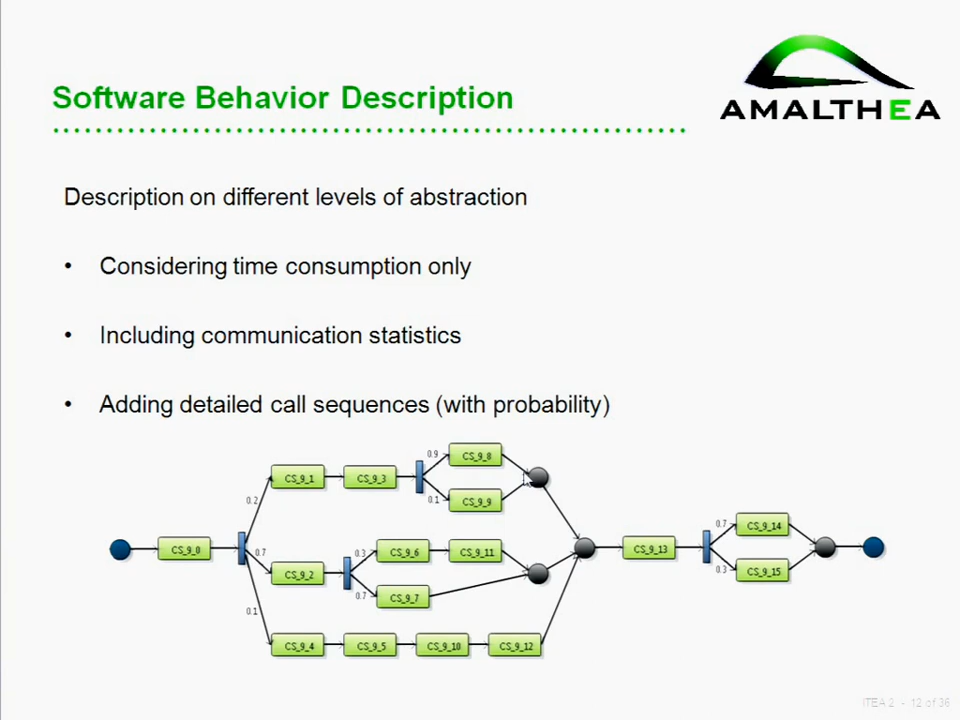 AMALTHEA
Software Behavior Description
Description on different levels of abstraction
• Considering time consumption only
• Including communication statistics
• Adding detailed call sequences (with probability)
0.9
CS_9_8
CS_9_1
CS_9_3
0.2
0.1
CS_9_9
0.7
CS_9_14
CS_9_0
0.7
0.3
CS_9_6
CS_9_11
CS_9_13
CS_9_2
0.3
CS_9_15
0.7
CS_9_7
0.1
CS_9_4
CS_9_5
CS_9_10
CS_9_12
ITEA 2 - 12 of 36